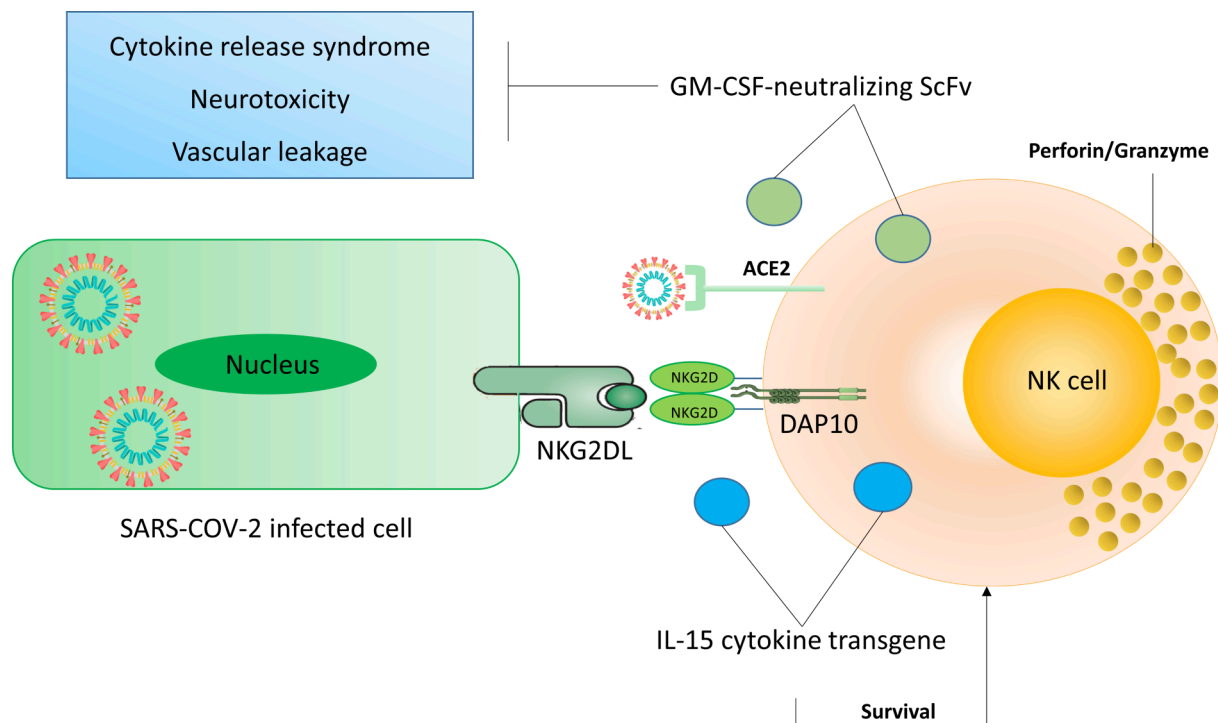 Cytokine release syndrome
Neurotoxicity
Vascular leakage
GM-CSF-neutralizing ScFv
Perforin/Granzyme
ACE2
Nucleus
NKG2D
NKG2D
NK cell
DAP10
NKG2DL
SARS-COV-2 infected cell
IL-15 cytokine transgene
Survival